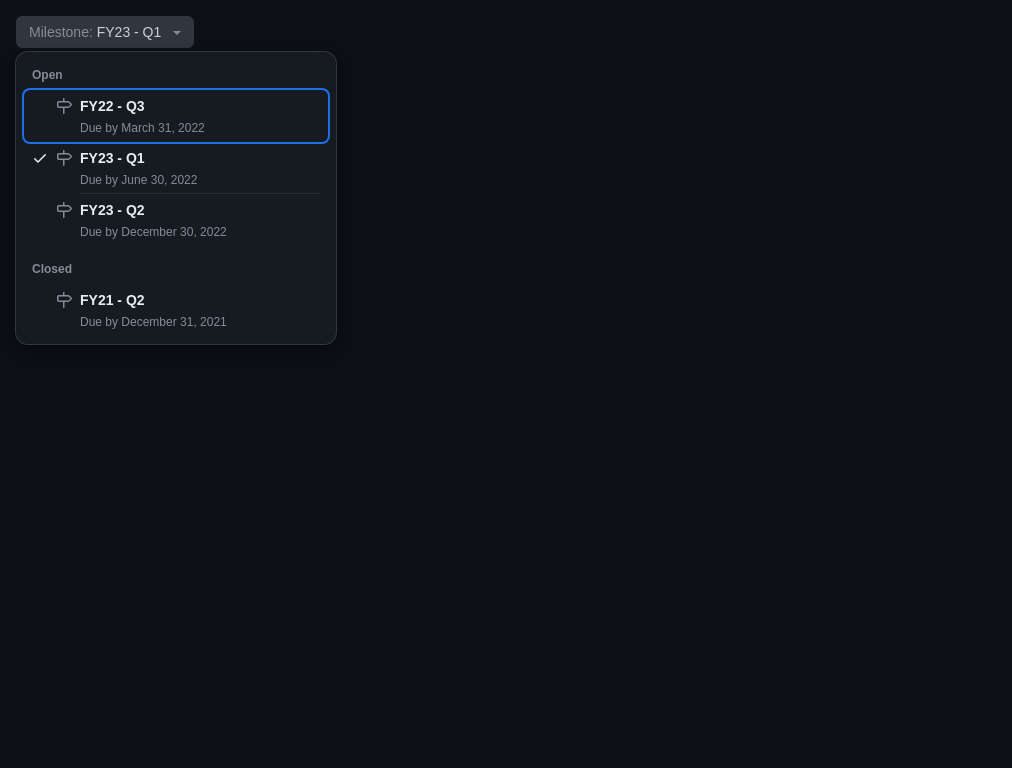 Milestone: FY23 - Q1
Open
FY22 - Q3
Due by March 31, 2022
FY23 - Q1
Due by June 30, 2022
FY23 - Q2
Due by December 30, 2022
Closed
FY21 - Q2
Due by December 31, 2021